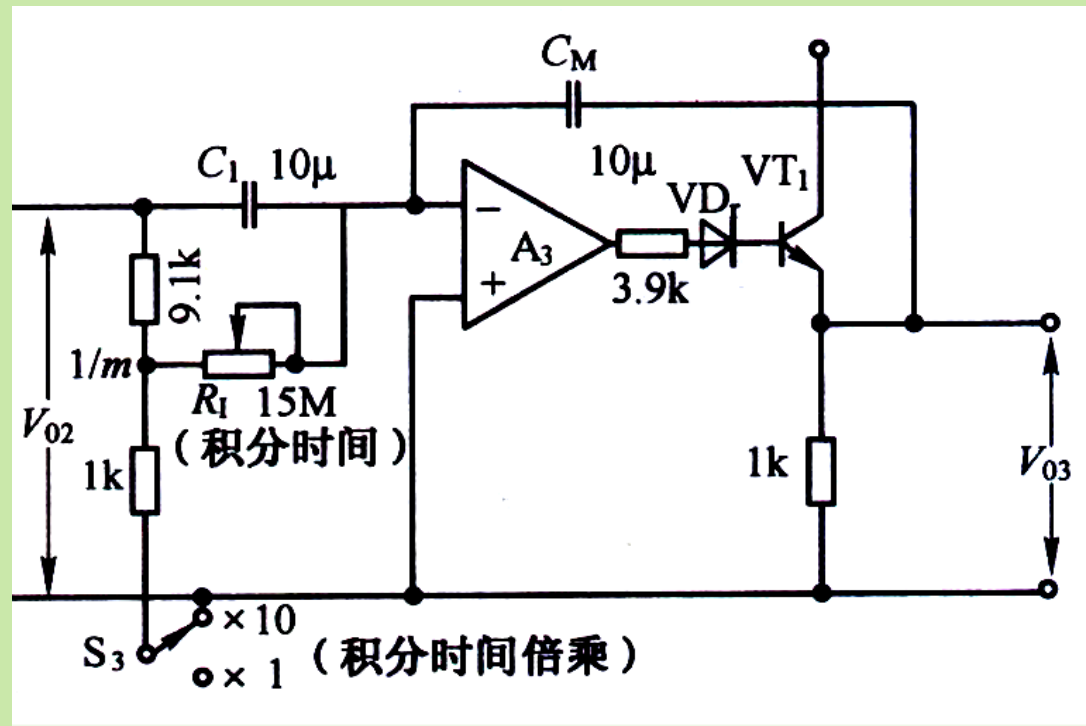 C_M
C_1 10μ
10μ
VT_1
VD
A_3
−
+
3.9k
9.1k
1/m
R_I 15M
(积分时间)
V_02
1k
1k
V_03
S_3
× 10
(积分时间倍乘)
× 1